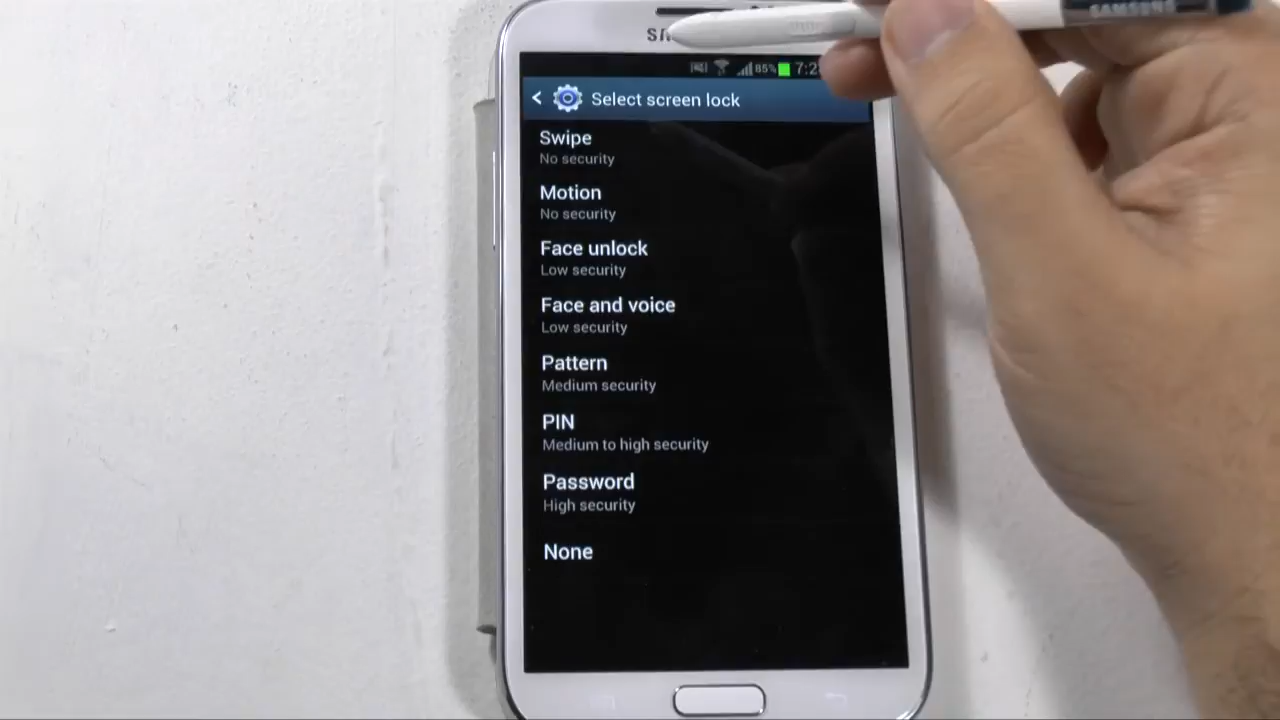 SAMSUNG
85%
Select screen lock
Swipe
No security
Motion
No security
Face unlock
Low security
Face and voice
Low security
Pattern
Medium security
PIN
Medium to high security
Password
High security
None